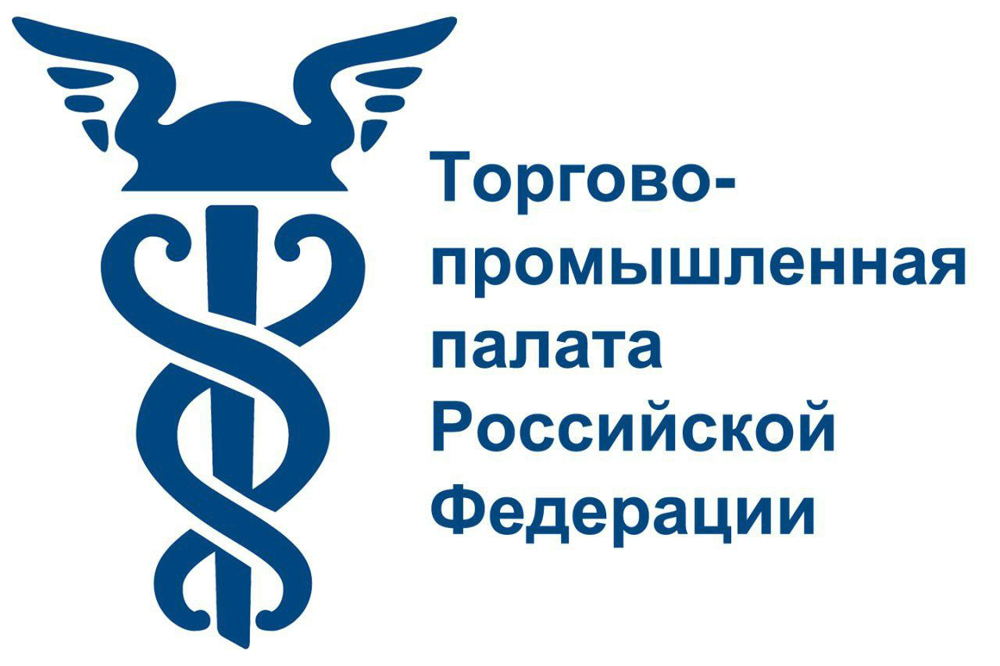 Торгово-
промышленная
палата
Российской
Федерации